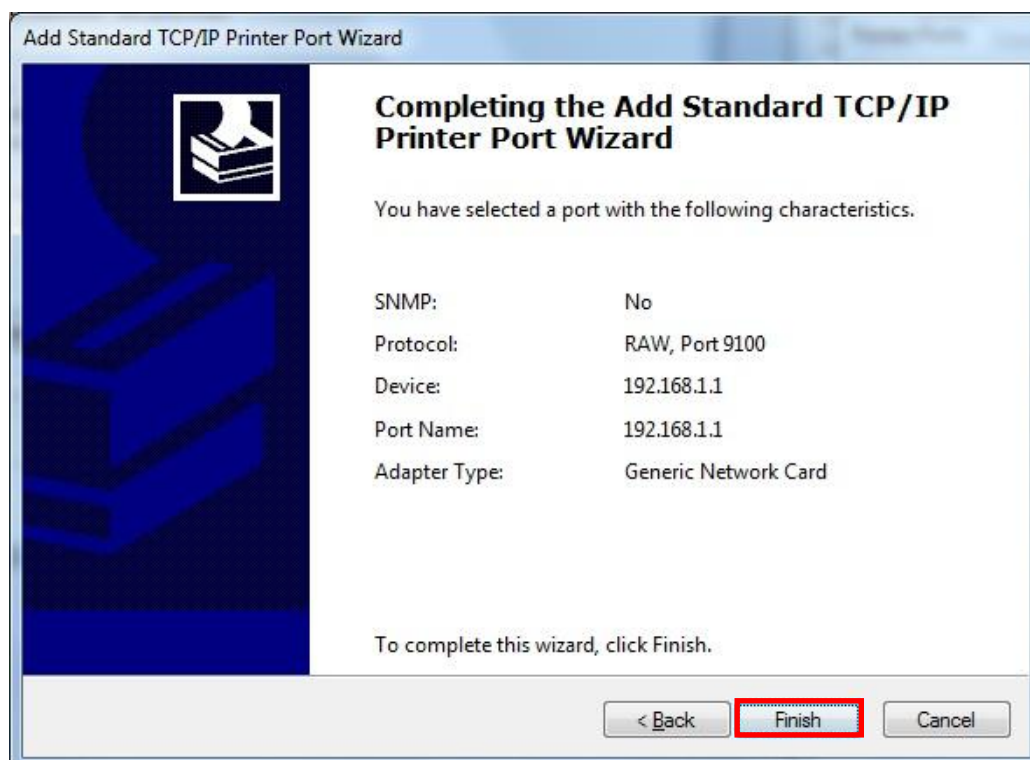 Add Standard TCP/IP Printer Port Wizard
Completing the Add Standard TCP/IP
Printer Port Wizard
You have selected a port with the following characteristics.
SNMP: No
Protocol: RAW, Port 9100
Device: 192.168.1.1
Port Name: 192.168.1.1
Adapter Type: Generic Network Card
To complete this wizard, click Finish.
< Back Finish Cancel